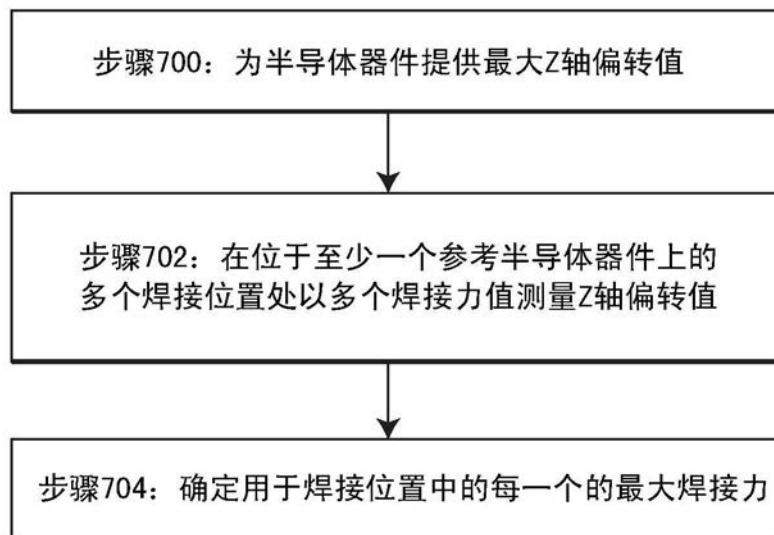 步骤700：为半导体器件提供最大Z轴偏转值
步骤702：在位于至少一个参考半导体器件上的
多个焊接位置处以多个焊接力值测量Z轴偏转值
步骤704：确定用于焊接位置中的每一个的最大焊接力